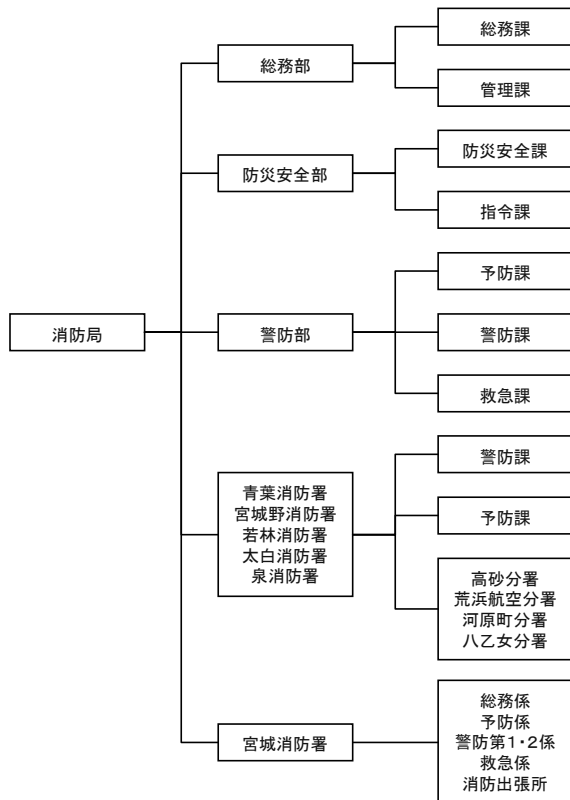 消防局
総務部
総務課
管理課
防災安全部
防災安全課
指令課
警防部
予防課
警防課
救急課
青葉消防署
宮城野消防署
若林消防署
太白消防署
泉消防署
警防課
予防課
高砂分署
荒浜航空分署
河原町分署
八乙女分署
宮城消防署
総務係
予防係
警防第1・2係
救急係
消防出張所